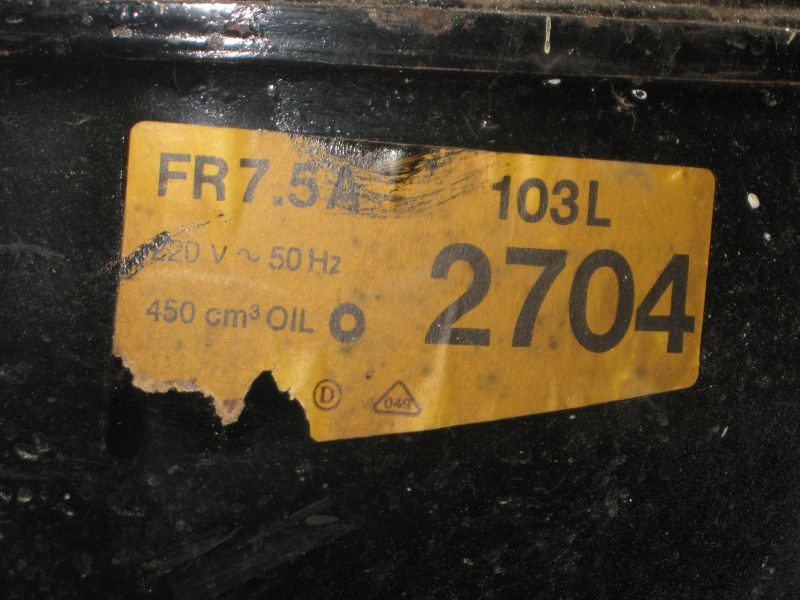 FR7.5A 103L
220 V ~ 50 Hz
2704
450 cm³ OIL
D 049